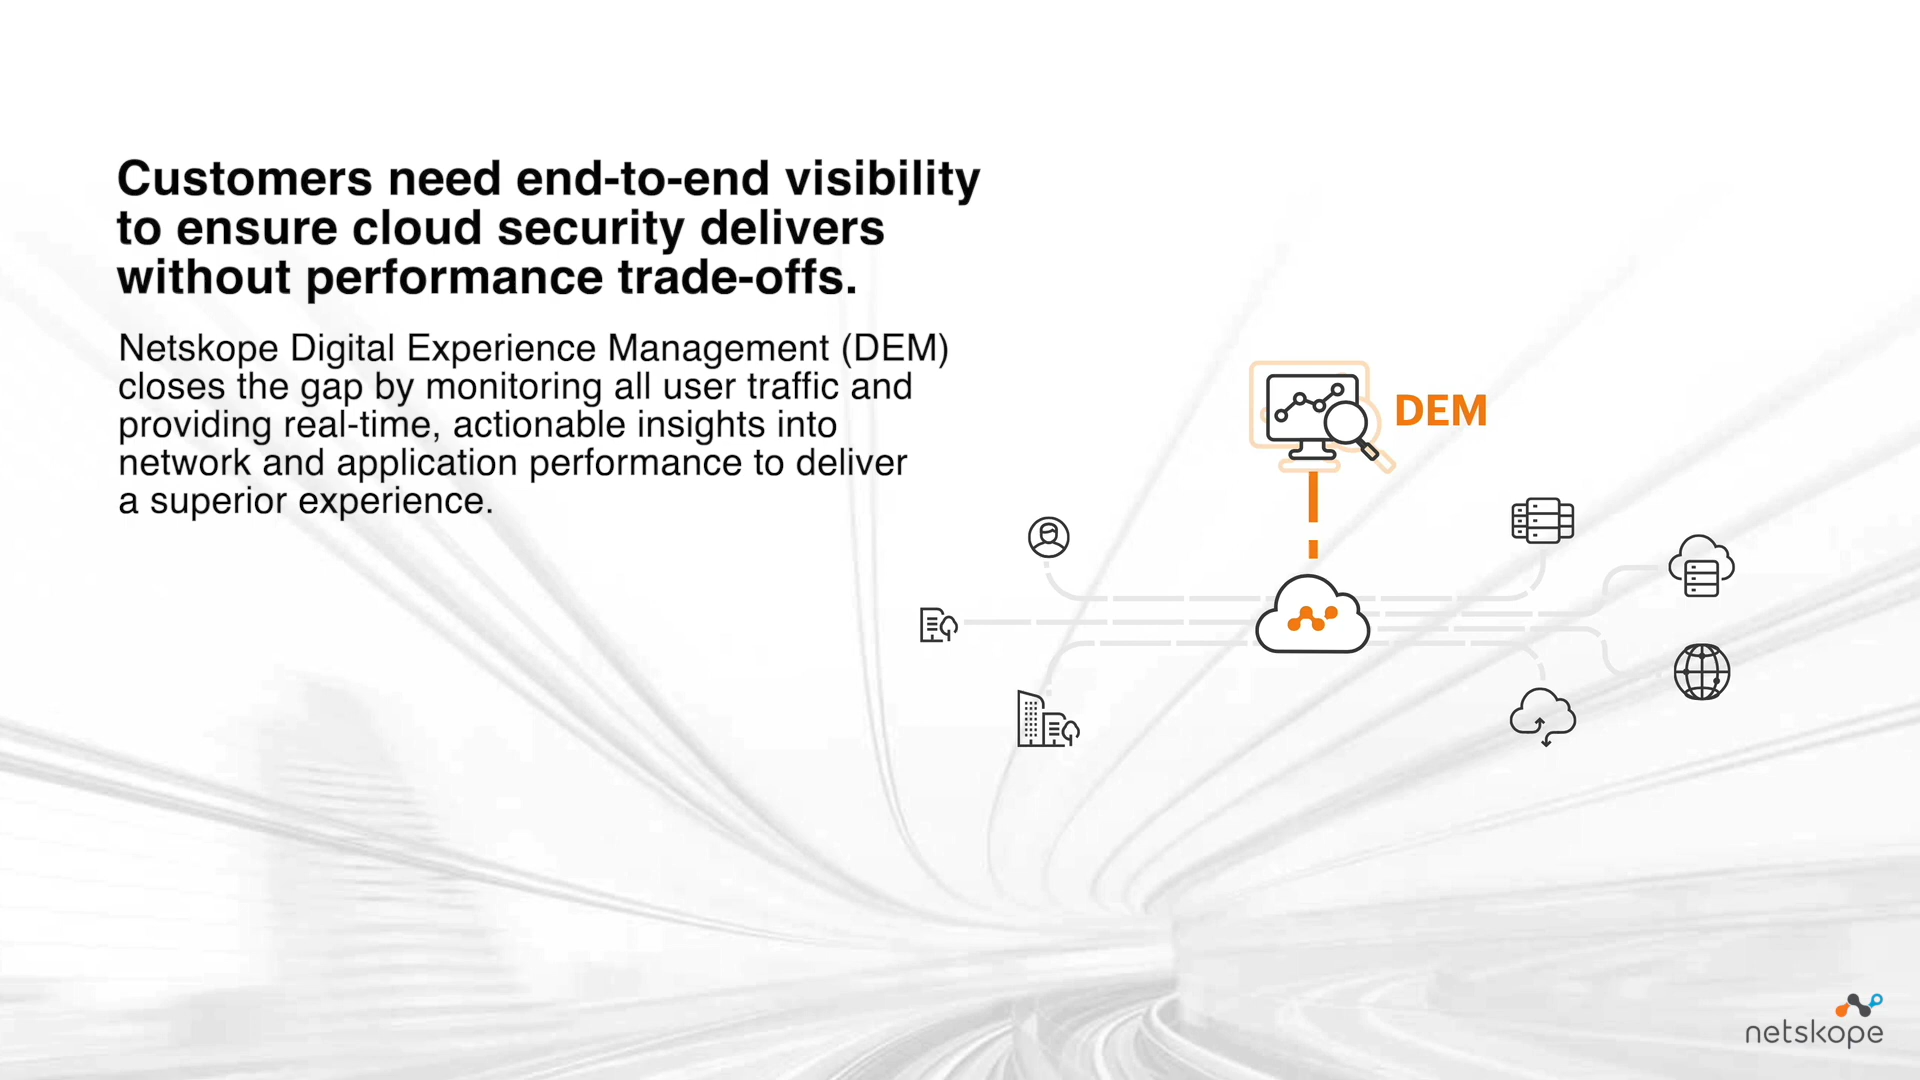 Customers need end-to-end visibility
to ensure cloud security delivers
without performance trade-offs.
Netskope Digital Experience Management (DEM)
closes the gap by monitoring all user traffic and
providing real-time, actionable insights into
network and application performance to deliver
a superior experience.
DEM
netskope